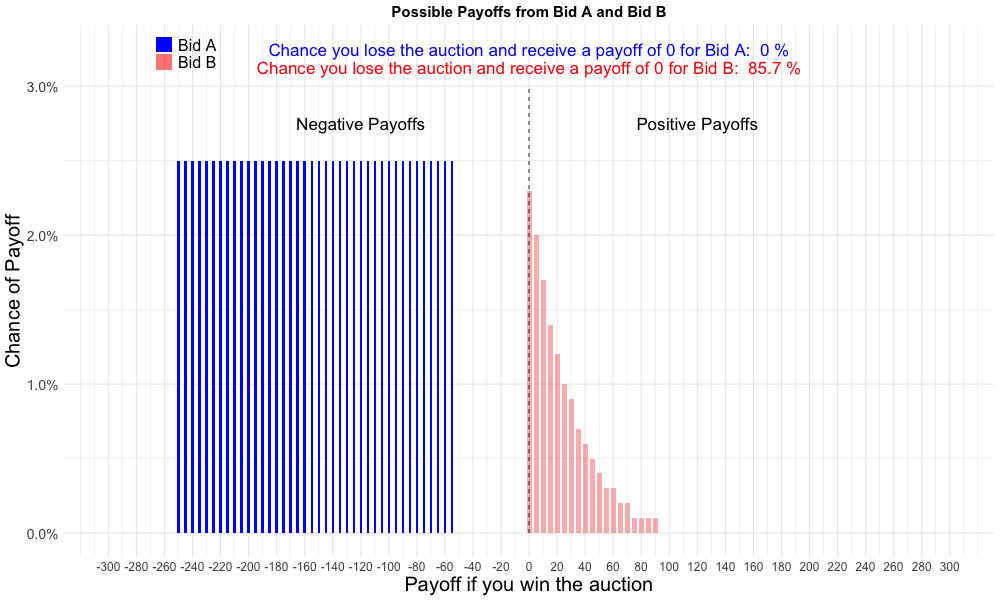 Possible Payoffs from Bid A and Bid B
Bid A
Bid B
Chance you lose the auction and receive a payoff of 0 for Bid A:  0 %
Chance you lose the auction and receive a payoff of 0 for Bid B:  85.7 %
3.0%
Negative Payoffs
Positive Payoffs
2.0%
Chance of Payoff
1.0%
0.0%
-300 -280 -260 -240 -220 -200 -180 -160 -140 -120 -100 -80 -60 -40 -20 0 20 40 60 80 100 120 140 160 180 200 220 240 260 280 300
Payoff if you win the auction